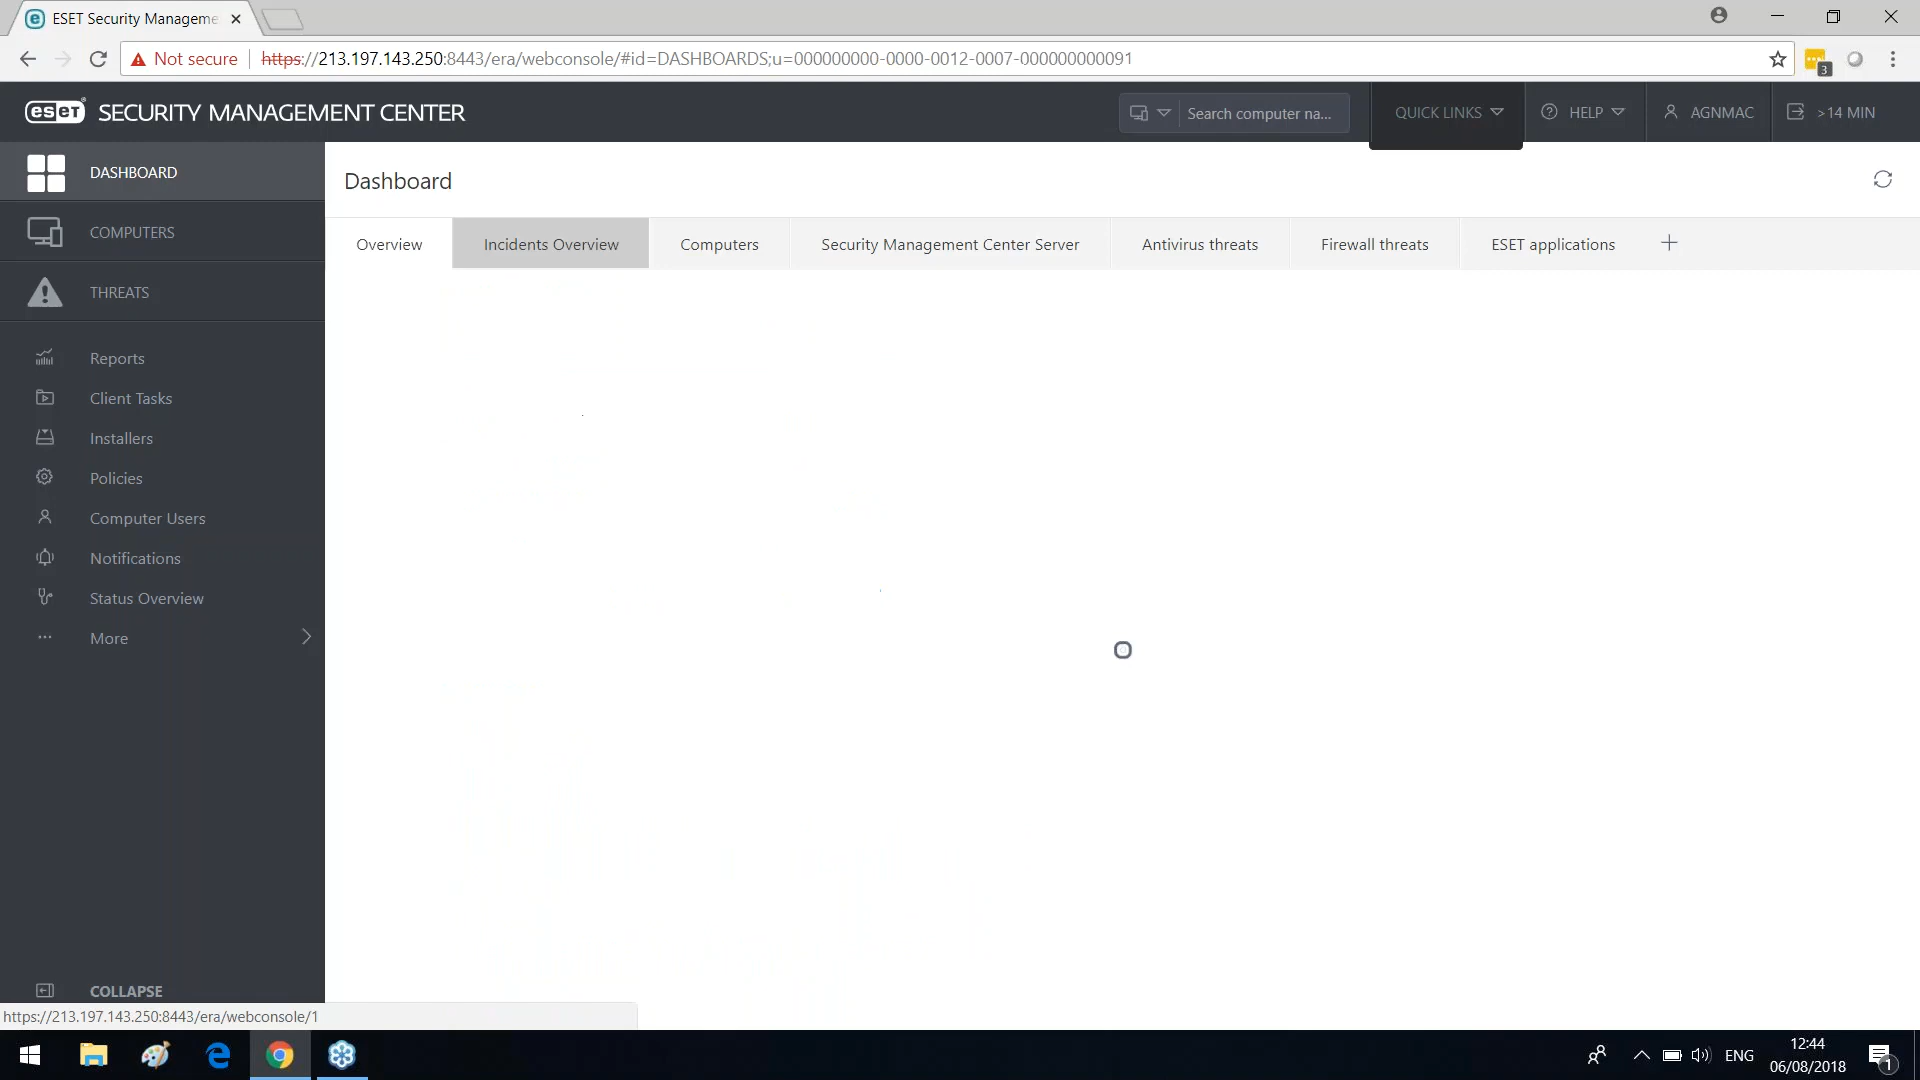 ESET Security Manageme
Not secure
https://213.197.143.250:8443/era/webconsole/#id=DASHBOARDS;u=000000000-0000-0012-0007-000000000091
3
eset SECURITY MANAGEMENT CENTER
Search computer na...
QUICK LINKS
HELP
AGNMAC
>14 MIN
DASHBOARD
COMPUTERS
THREATS
Reports
Client Tasks
Installers
Policies
Computer Users
Notifications
Status Overview
More
COLLAPSE
Dashboard
Overview
Incidents Overview
Computers
Security Management Center Server
Antivirus threats
Firewall threats
ESET applications
https://213.197.143.250:8443/era/webconsole/1
ENG
12:44
06/08/2018
1